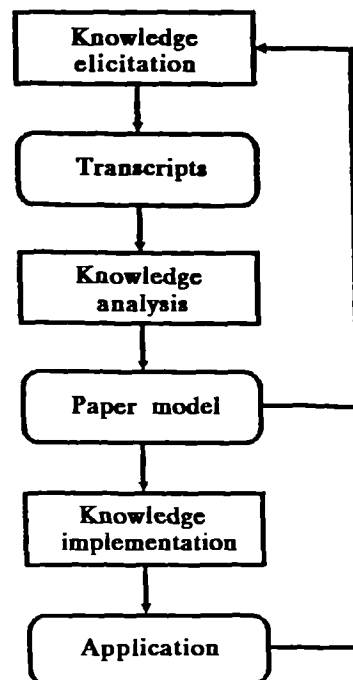 Knowledge
elicitation
Transcripts
Knowledge
analysis
Paper model
Knowledge
implementation
Application